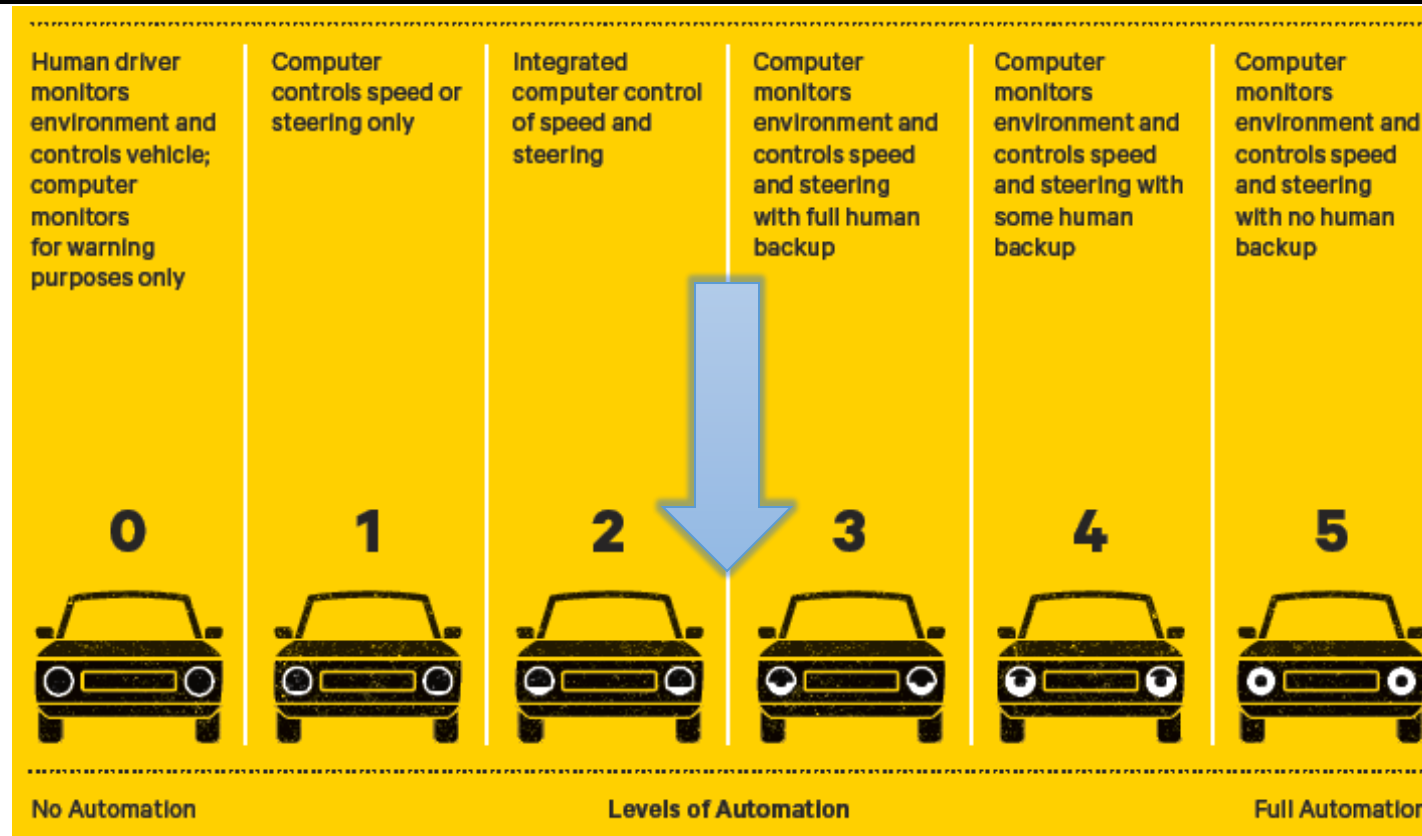 Human driver
monitors
environment and
controls vehicle;
computer
monitors
for warning
purposes only
Computer
controls speed or
steering only
Integrated
computer control
of speed and
steering
Computer
monitors
environment and
controls speed
and steering
with full human
backup
Computer
monitors
environment and
controls speed
and steering with
some human
backup
Computer
monitors
environment and
controls speed
and steering
with no human
backup
0
1
2
3
4
5
No Automation
Levels of Automation
Full Automation